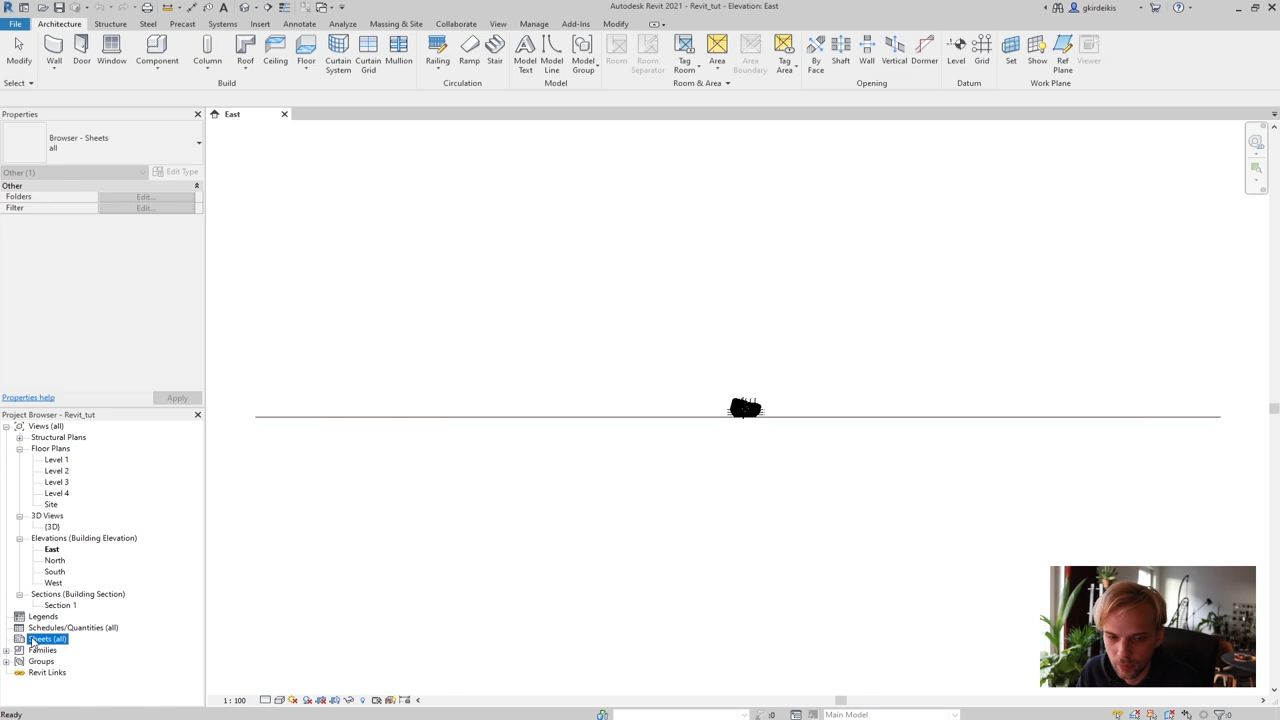 Autodesk Revit 2021 - Revit_tut - Elevation: East
gkirdeikis
File Architecture Structure Steel Precast Systems Insert Annotate Analyze Massing & Site Collaborate View Manage Add-Ins Modify
Modify Wall Door Window Component Column Roof Ceiling Floor Curtain System Curtain Grid Mullion Railing Ramp Stair Model Text Model Line Model Group Room Room Separator Tag Room Area Area Boundary Tag Area By Face Shaft Wall Vertical Dormer Level Grid Set Show Ref Plane Viewer
Select Build Circulation Model Room & Area Opening Datum Work Plane
Properties
East
Browser - Sheets
all
Other (1) Edit Type
Other
Folders Edit...
Filter Edit...
Properties help Apply
Project Browser - Revit_tut
Views (all)
Structural Plans
Floor Plans
Level 1
Level 2
Level 3
Level 4
Site
3D Views
{3D}
Elevations (Building Elevation)
East
North
South
West
Sections (Building Section)
Section 1
Legends
Schedules/Quantities (all)
Sheets (all)
Families
Groups
Revit Links
1 : 100
Ready
:0
Main Model
:0